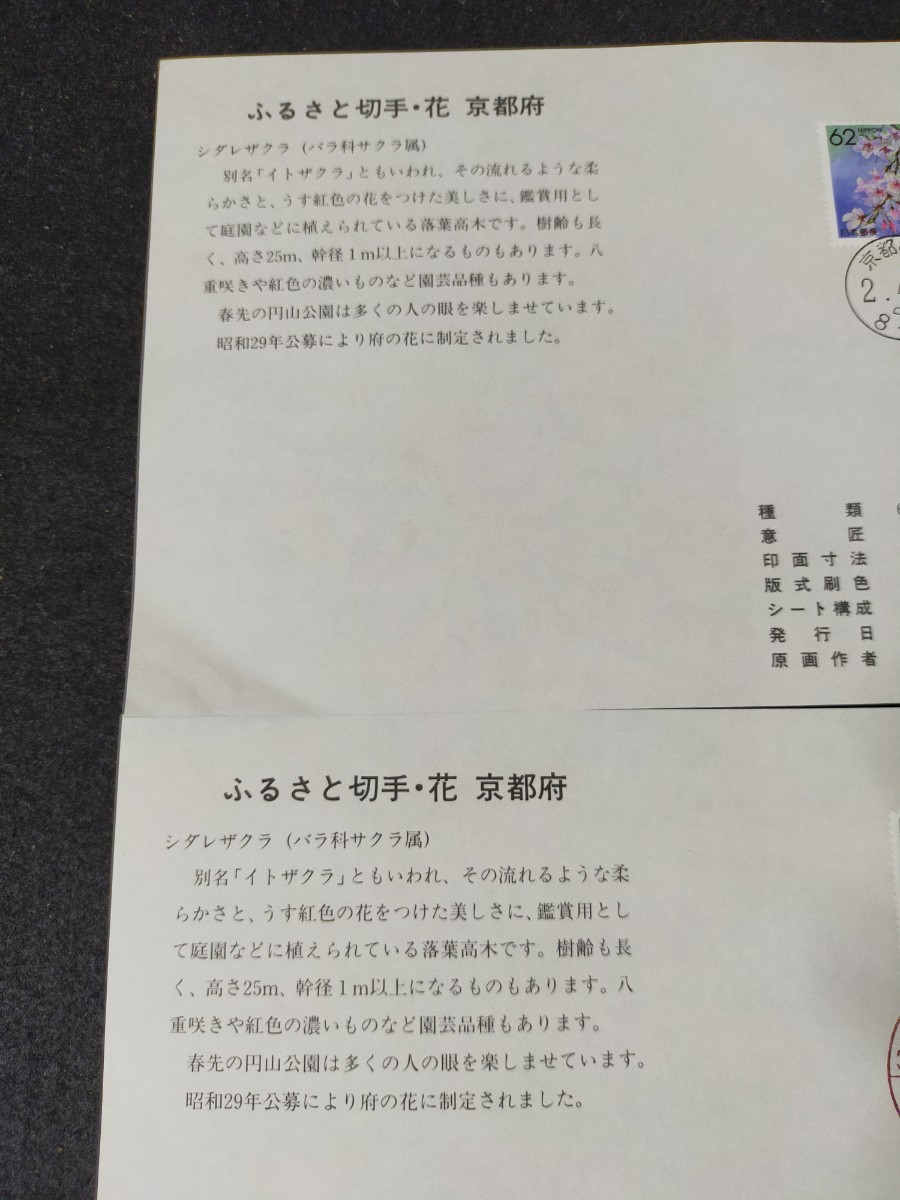 ふるさと切手・花 京都府
シダレザクラ (バラ科サクラ属)
別名「イトザクラ」ともいわれ、その流れるような柔
らかさと、うす紅色の花をつけた美しさに、鑑賞用とし
て庭園などに植えられている落葉高木です。樹齢も長
く、高さ25m、幹径1m以上になるものもあります。八
重咲きや紅色の濃いものなど園芸品種もあります。
春先の円山公園は多くの人の眼を楽しませています。
昭和29年公募により府の花に制定されました。
62 NIPPON
日本郵便
京都
2.
種類
意匠
印面寸法
版式刷色
シート構成
発行日
原画作者
ふるさと切手・花 京都府
シダレザクラ (バラ科サクラ属)
別名「イトザクラ」ともいわれ、その流れるような柔
らかさと、うす紅色の花をつけた美しさに、鑑賞用とし
て庭園などに植えられている落葉高木です。樹齢も長
く、高さ25m、幹径1m以上になるものもあります。八
重咲きや紅色の濃いものなど園芸品種もあります。
春先の円山公園は多くの人の眼を楽しませています。
昭和29年公募により府の花に制定されました。